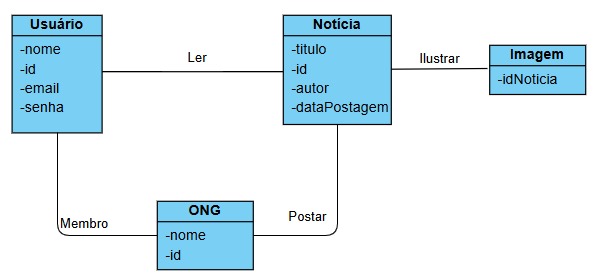 Usuário
-nome
-id
-email
-senha
Ler
Notícia
-titulo
-id
-autor
-dataPostagem
Ilustrar
Imagem
-idNoticia
Membro
ONG
-nome
-id
Postar